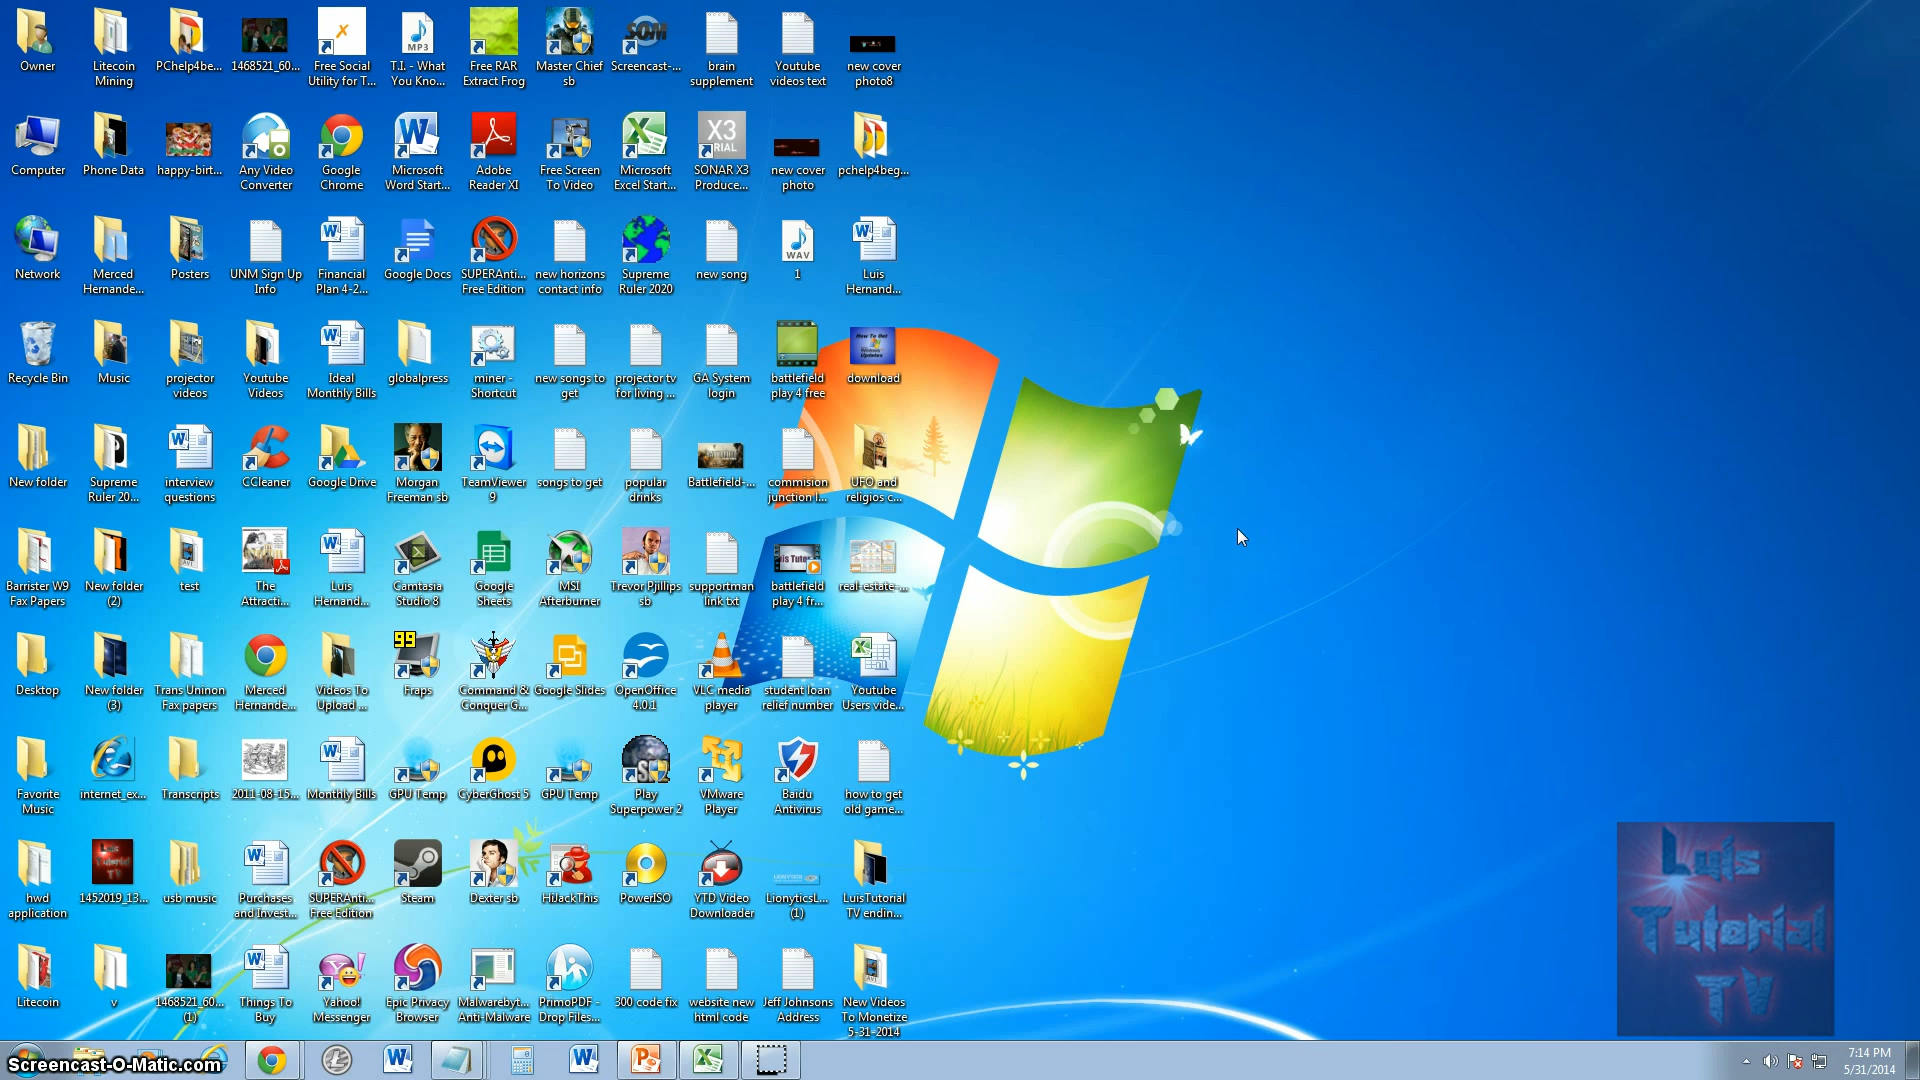 Owner
Litecoin
Mining
PChelp4be...
1468521_60...
Free Social
Utility for T...
MP3
T.I. - What
You Kno...
Free RAR
Extract Frog
Master Chief
sb
SOM
Screencast-...
brain
supplement
Youtube
videos text
new cover
photo8
Computer
Phone Data
happy-birt...
Any Video
Converter
Google
Chrome
Microsoft
Word Start...
Adobe
Reader XI
Free Screen
To Video
Microsoft
Excel Start...
X3
SONAR X3
Produce...
new cover
photo
pchelp4beg...
Network
Merced
Hernande...
Posters
UNM Sign Up
Info
Financial
Plan 4-2...
Google Docs
SUPERAnti...
Free Edition
new horizons
contact info
Supreme
Ruler 2020
new song
WAV
1
Luis
Hernand...
Recycle Bin
Music
projector
videos
Youtube
Videos
Ideal
Monthly Bills
globalpress
miner -
Shortcut
new songs to
get
projector tv
for living ...
GA System
login
battlefield
play 4 free
How To Get
Windows
Updates
download
New folder
Supreme
Ruler 20...
interview
questions
CCleaner
Google Drive
Morgan
Freeman sb
TeamViewer
9
songs to get
popular
drinks
Battlefield-...
commision
junction l...
UFO and
religios c...
Barrister W9
Fax Papers
New folder
(2)
test
The
Attracti...
Luis
Hernand...
Camtasia
Studio 8
Google
Sheets
MSI
Afterburner
Trevor Pjillips
sb
supportman
link txt
battlefield
play 4 fr...
real-estate-...
Desktop
New folder
(3)
Trans Uninon
Fax papers
Merced
Hernande...
Videos To
Upload ...
99
Fraps
Command &
Conquer G...
Google Slides
OpenOffice
4.0.1
VLC media
player
student loan
relief number
Youtube
Users vide...
Favorite
Music
internet_ex...
Transcripts
2011-08-15...
Monthly Bills
GPU Temp
CyberGhost 5
GPU Temp
Play
Superpower 2
VMware
Player
Baidu
Antivirus
how to get
old game...
hwd
application
1452019_13...
usb music
Purchases
and Invest...
SUPERAnti...
Free Edition
Steam
Dexter sb
HiJackThis
PowerISO
YTD Video
Downloader
LionyticsL...
(1)
LuisTutorial
TV endin...
Litecoin
v
1468521_60...
(1)
Things To
Buy
Yahoo!
Messenger
Epic Privacy
Browser
Malwarebyt...
Anti-Malware
PrimoPDF -
Drop Files...
300 code fix
website new
html code
Jeff Johnsons
Address
New Videos
To Monetize
5-31-2014
Luis
Tutorial
TV
Screencast-O-Matic.com
7:14 PM
5/31/2014